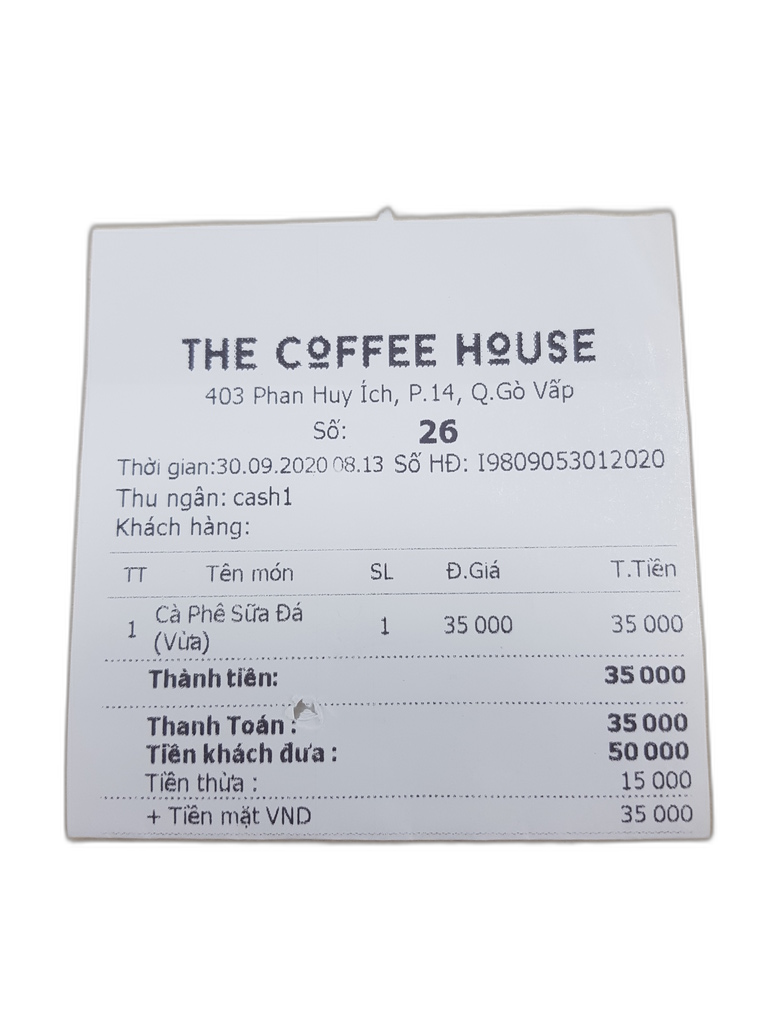 THE COFFEE HOUSE
403 Phan Huy Ích, P.14, Q.Gò Vấp
Số: 26
Thời gian:30.09.2020 08.13 Số HĐ: I9809053012020
Thu ngân: cash1
Khách hàng:
TT Tên món SL Đ.Giá T.Tiền
1 Cà Phê Sữa Đá (Vừa) 1 35 000 35 000
Thành tiền: 35 000
Thanh Toán : 35 000
Tiền khách đưa : 50 000
Tiền thừa : 15 000
+ Tiền mặt VND 35 000